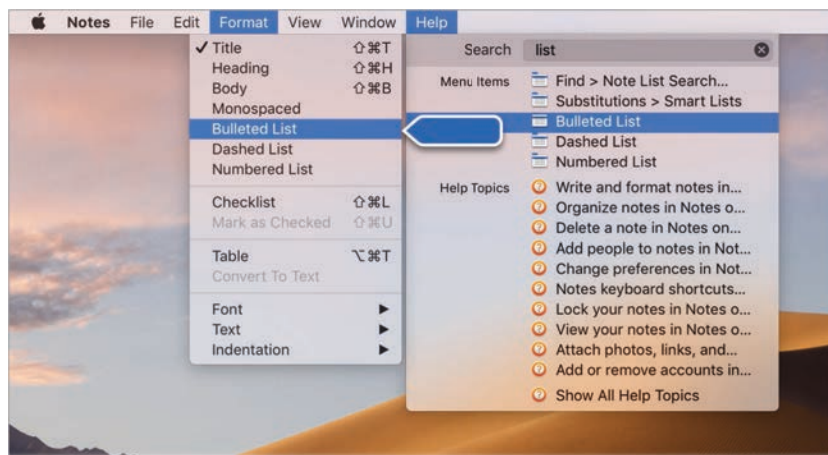 Notes File Edit Format View Window Help
✓ Title ⇧⌘T
Heading ⇧⌘H
Body ⇧⌘B
Monospaced
Bulleted List
Dashed List
Numbered List
Checklist ⇧⌘L
Mark as Checked ⇧⌘U
Table ⌥⌘T
Convert To Text
Font ▶
Text ▶
Indentation ▶
Search list
Menu Items
Find > Note List Search...
Substitutions > Smart Lists
Bulleted List
Dashed List
Numbered List
Help Topics
Write and format notes in...
Organize notes in Notes o...
Delete a note in Notes on...
Add people to notes in Not...
Change preferences in Not...
Notes keyboard shortcuts...
Lock your notes in Notes o...
View your notes in Notes o...
Attach photos, links, and...
Add or remove accounts in...
Show All Help Topics